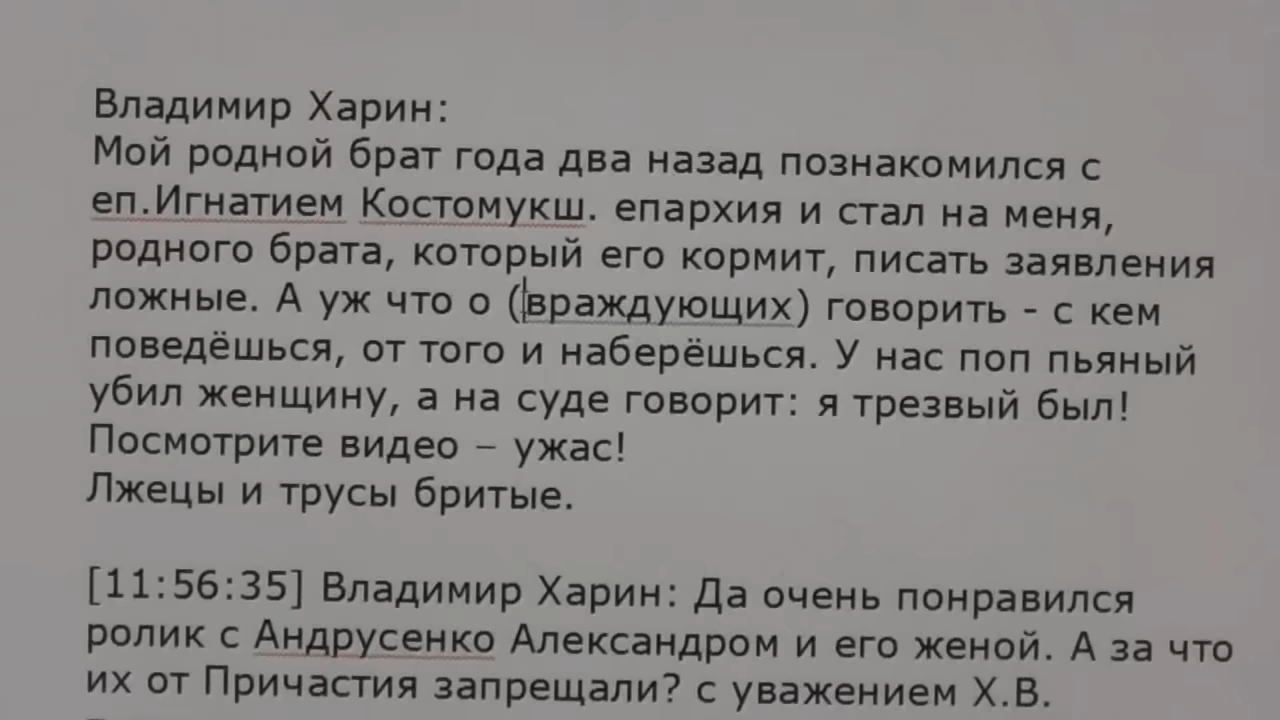 Владимир Харин:
Мой родной брат года два назад познакомился с
еп.Игнатием Костомукш. епархия и стал на меня,
родного брата, который его кормит, писать заявления
ложные. А уж что о (враждующих) говорить - с кем
поведёшься, от того и наберёшься. У нас поп пьяный
убил женщину, а на суде говорит: я трезвый был!
Посмотрите видео – ужас!
Лжецы и трусы бритые.
[11:56:35] Владимир Харин: Да очень понравился
ролик с Андрусенко Александром и его женой. А за что
их от Причастия запрещали? с уважением Х.В.